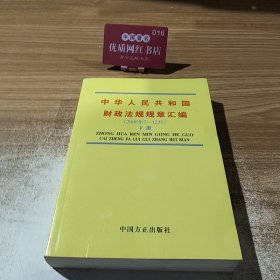 016
优质网红书店
中华人民共和国
财政法规规章汇编
(2006年7—12月)
下册
ZHONG HUA REN MIN GONG HE GUO
CAI ZHENG FA GUI GUI ZHANG HUI BIAN
中国方正出版社